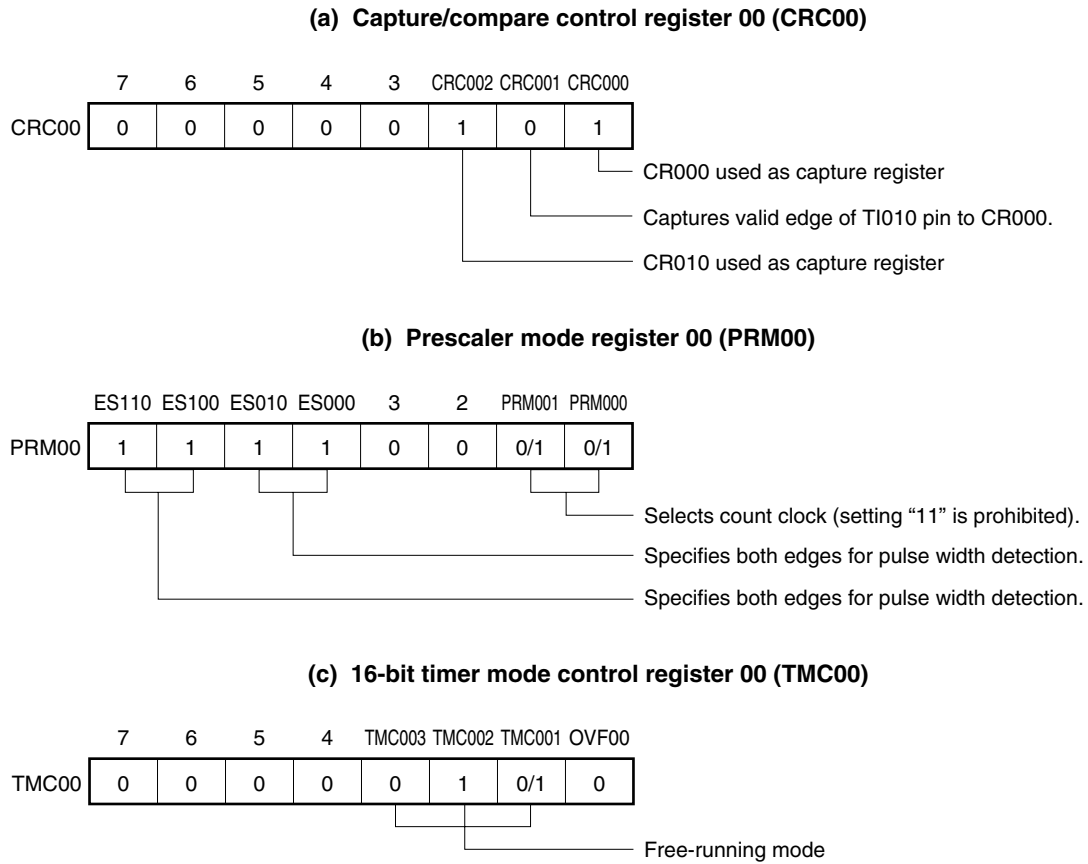 (a) Capture/compare control register 00 (CRC00)
7 6 5 4 3 CRC002 CRC001 CRC000
CRC00 0 0 0 0 0 1 0 1
CR000 used as capture register
Captures valid edge of TI010 pin to CR000.
CR010 used as capture register
(b) Prescaler mode register 00 (PRM00)
ES110 ES100 ES010 ES000 3 2 PRM001 PRM000
PRM00 1 1 1 1 0 0 0/1 0/1
Selects count clock (setting “11” is prohibited).
Specifies both edges for pulse width detection.
Specifies both edges for pulse width detection.
(c) 16-bit timer mode control register 00 (TMC00)
7 6 5 4 TMC003 TMC002 TMC001 OVF00
TMC00 0 0 0 0 0 1 0/1 0
Free-running mode